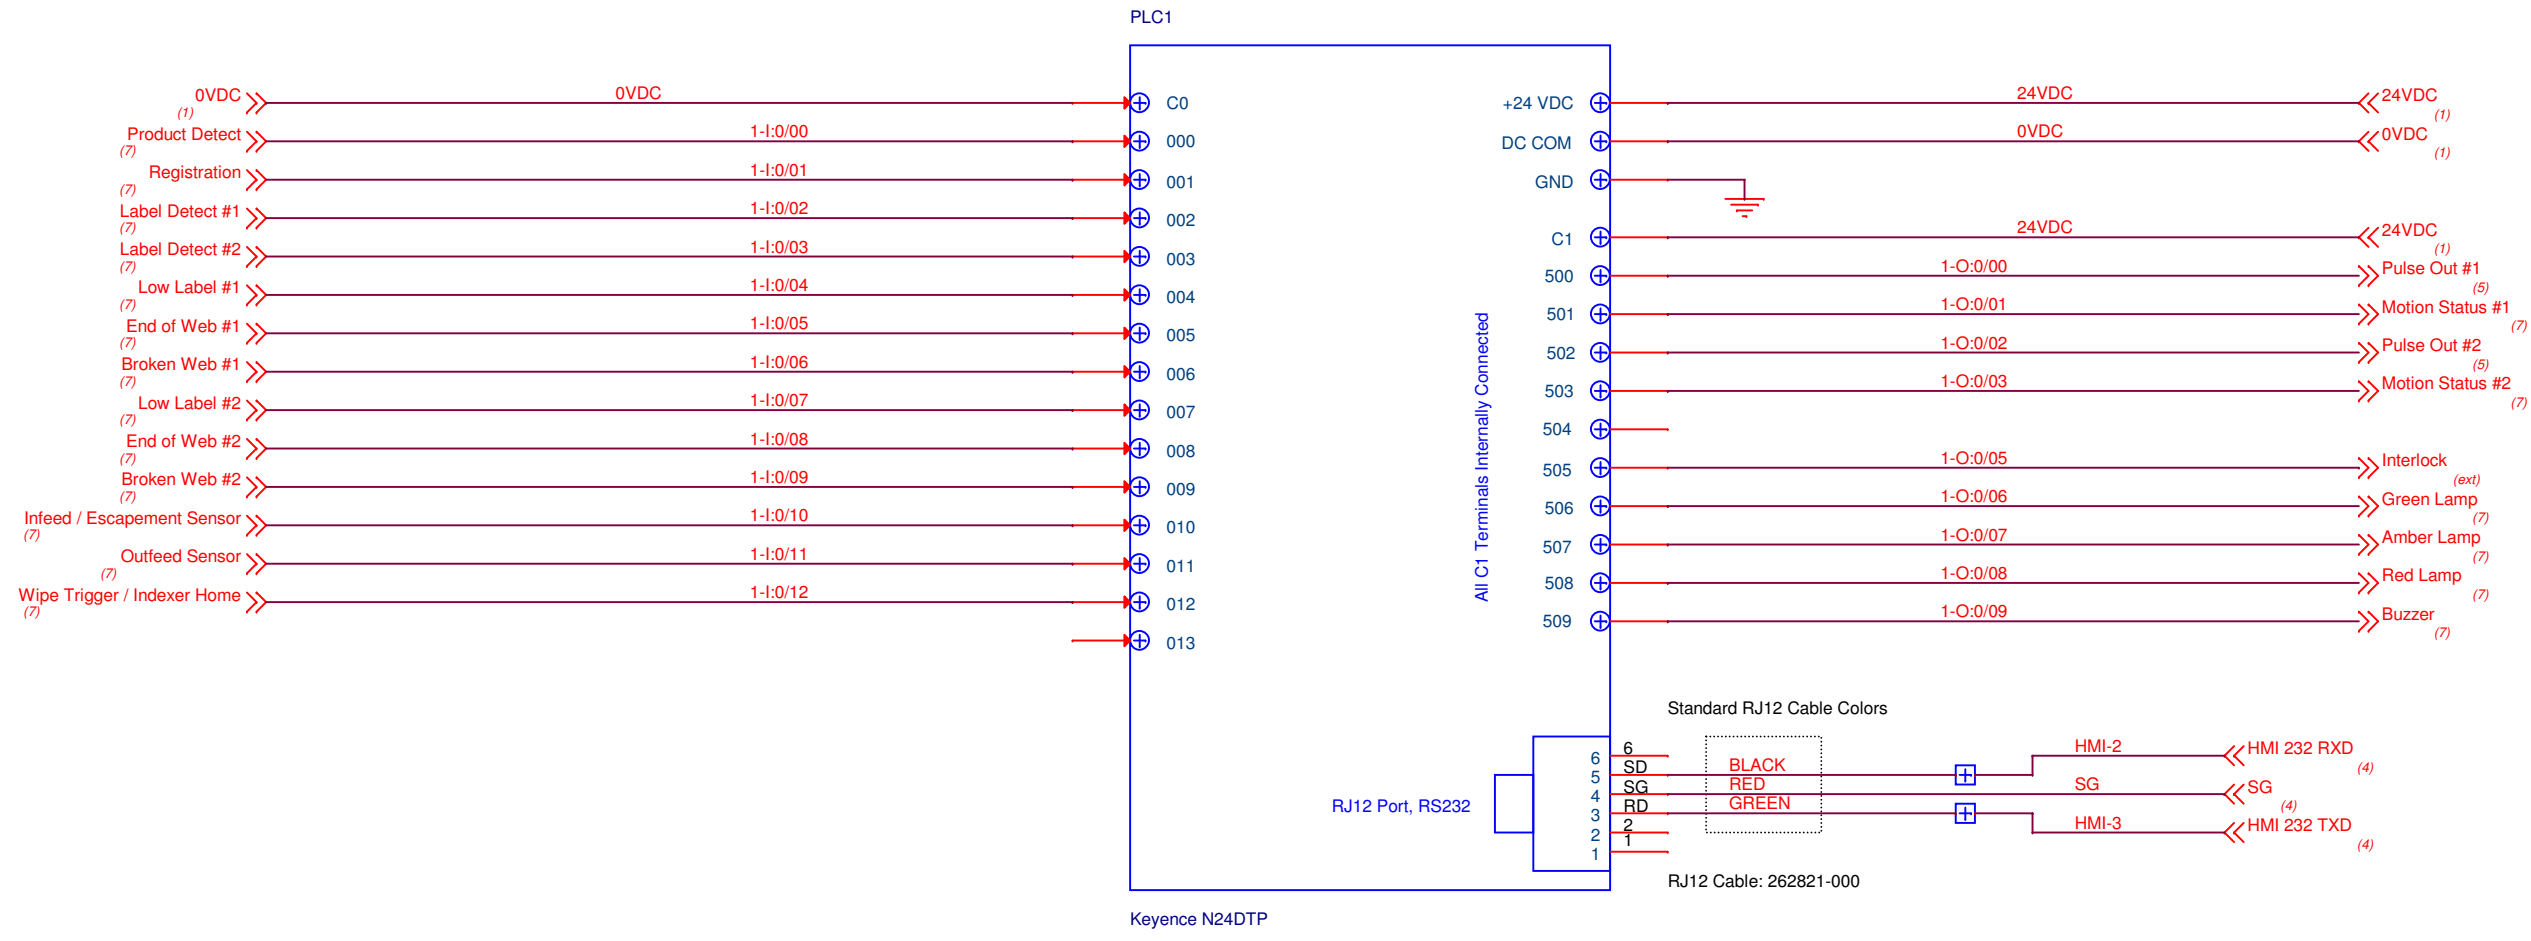 PLC1
0VDC
(1)
0VDC
C0
+24 VDC
24VDC
24VDC
(1)
Product Detect
(7)
1-I:0/00
000
DC COM
0VDC
0VDC
(1)
Registration
(7)
1-I:0/01
001
GND
Label Detect #1
(7)
1-I:0/02
002
C1
24VDC
24VDC
(1)
Label Detect #2
(7)
1-I:0/03
003
500
1-O:0/00
Pulse Out #1
(5)
Low Label #1
(7)
1-I:0/04
004
501
1-O:0/01
Motion Status #1
(7)
End of Web #1
(7)
1-I:0/05
005
502
1-O:0/02
Pulse Out #2
(5)
Broken Web #1
(7)
1-I:0/06
006
503
1-O:0/03
Motion Status #2
(7)
Low Label #2
(7)
1-I:0/07
007
504
End of Web #2
(7)
1-I:0/08
008
505
1-O:0/05
Interlock
(ext)
Broken Web #2
(7)
1-I:0/09
009
506
1-O:0/06
Green Lamp
(7)
Infeed / Escapement Sensor
(7)
1-I:0/10
010
507
1-O:0/07
Amber Lamp
(7)
Outfeed Sensor
(7)
1-I:0/11
011
508
1-O:0/08
Red Lamp
(7)
Wipe Trigger / Indexer Home
(7)
1-I:0/12
012
509
1-O:0/09
Buzzer
(7)
013
All C1 Terminals Internally Connected
Standard RJ12 Cable Colors
RJ12 Port, RS232
6
6
5
SD
BLACK
HMI-2
HMI 232 RXD
(4)
4
SG
RED
SG
SG
(4)
3
RD
GREEN
HMI-3
HMI 232 TXD
(4)
2
2
1
1
RJ12 Cable: 262821-000
Keyence N24DTP